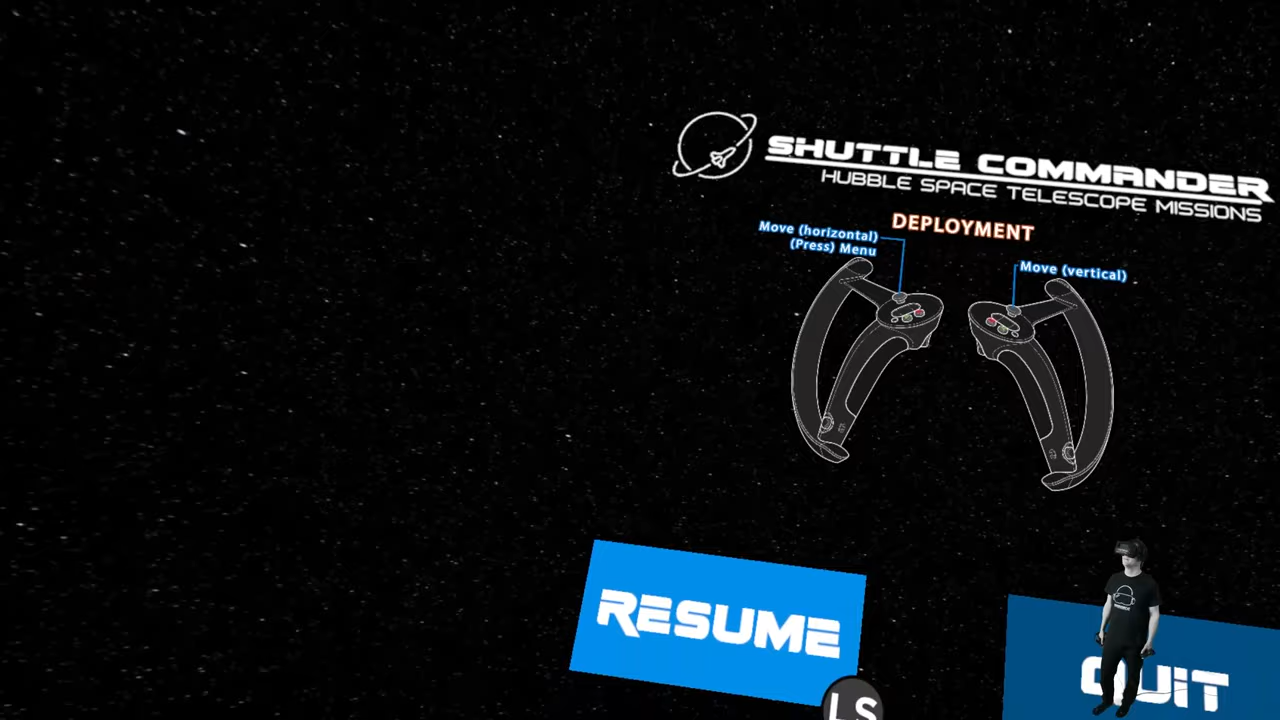 SHUTTLE COMMANDER
HUBBLE SPACE TELESCOPE MISSIONS
DEPLOYMENT
Move (horizontal)
(Press) Menu
Move (vertical)
RESUME
QUIT
LS